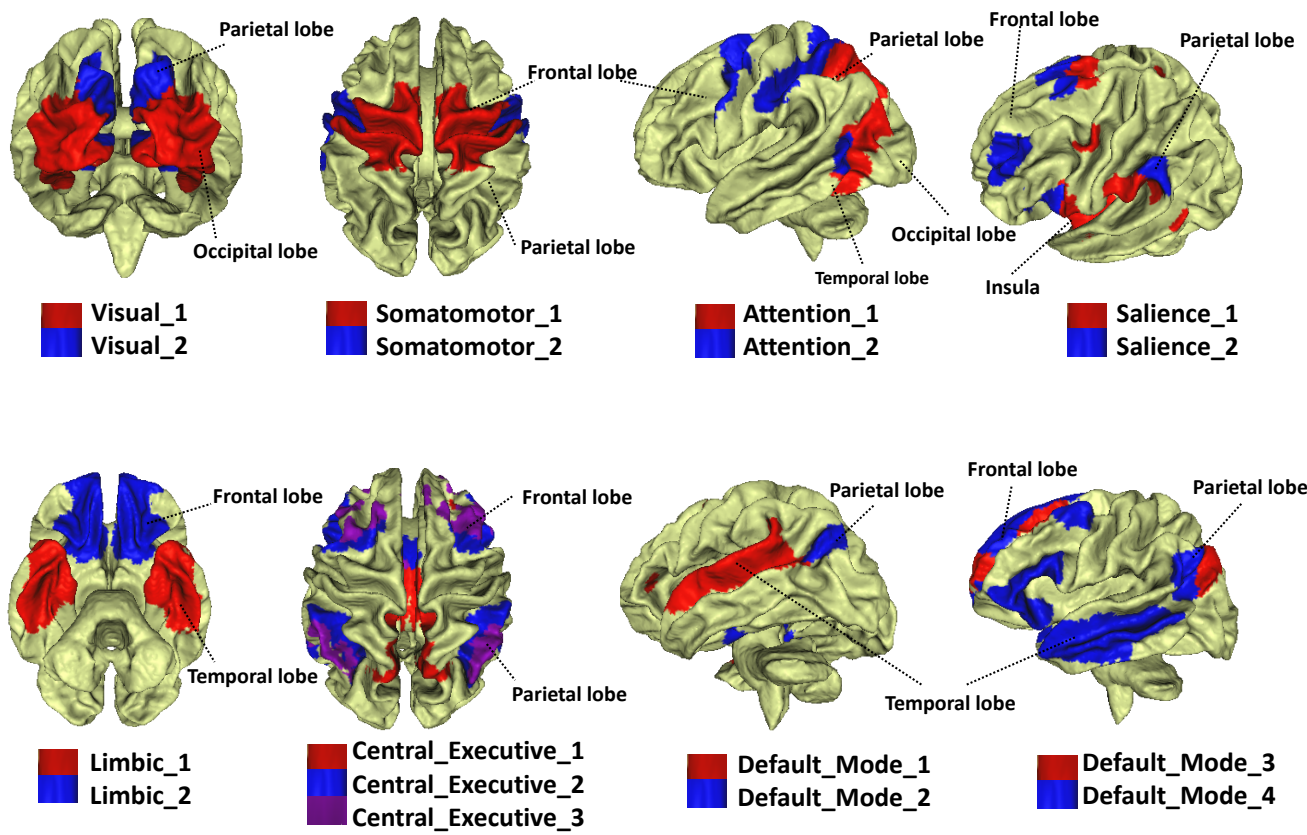 Parietal lobe
Occipital lobe
Visual_1
Visual_2
Frontal lobe
Parietal lobe
Somatomotor_1
Somatomotor_2
Parietal lobe
Occipital lobe
Temporal lobe
Attention_1
Attention_2
Frontal lobe
Parietal lobe
Insula
Salience_1
Salience_2
Frontal lobe
Temporal lobe
Limbic_1
Limbic_2
Frontal lobe
Parietal lobe
Central_Executive_1
Central_Executive_2
Central_Executive_3
Parietal lobe
Temporal lobe
Default_Mode_1
Default_Mode_2
Frontal lobe
Parietal lobe
Default_Mode_3
Default_Mode_4